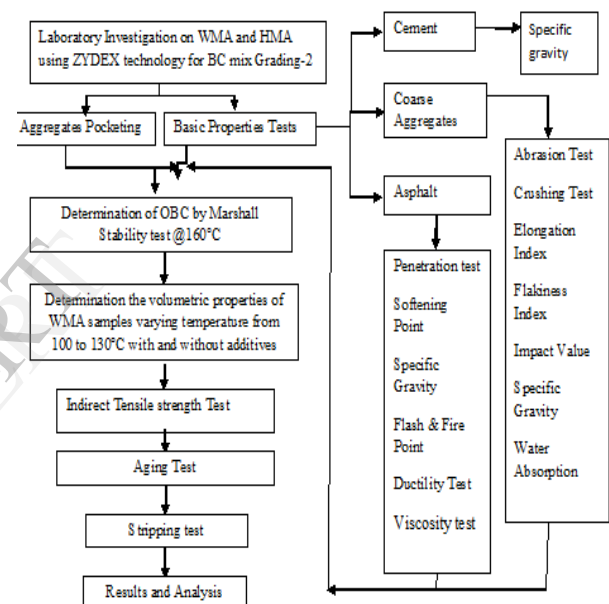 Laboratory Investigation on WMA and HMA
using ZYDEX technology for BC mix Grading-2
Aggregates Pocketing
Basic Properties Tests
Determination of OBC by Marshall
Stability test @160°C
Determination the volumetric properties of
WMA samples varying temperature from
100 to 130°C with and without additives
Indirect Tensile strength Test
Aging Test
Stripping test
Results and Analysis
Cement
Specific
gravity
Coarse
Aggregates
Asphalt
Penetration test
Softening
Point
Specific
Gravity
Flash & Fire
Point
Ductility Test
Viscosity test
Abrasion Test
Crushing Test
Elongation
Index
Flakiness
Index
Impact Value
Specific
Gravity
Water
Absorption
RT